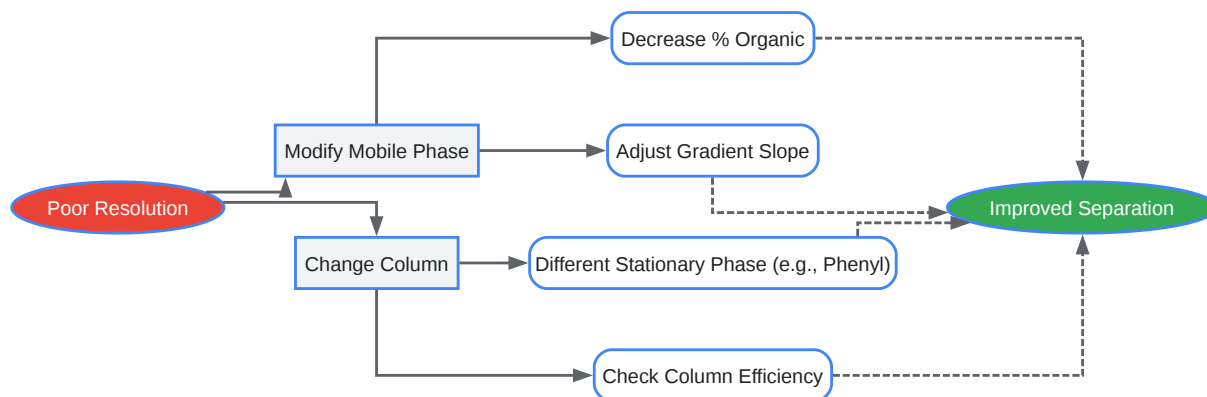 Decrease % Organic
Modify Mobile Phase
Adjust Gradient Slope
Poor Resolution
Improved Separation
Change Column
Different Stationary Phase (e.g., Phenyl)
Check Column Efficiency